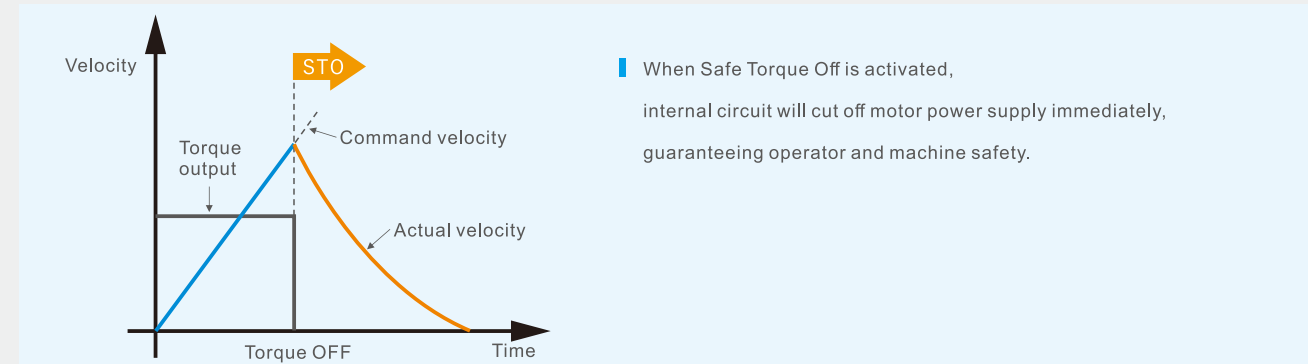 Velocity
STO
Command velocity
Torque
output
Actual velocity
Torque OFF
Time
When Safe Torque Off is activated,
internal circuit will cut off motor power supply immediately,
guaranteeing operator and machine safety.